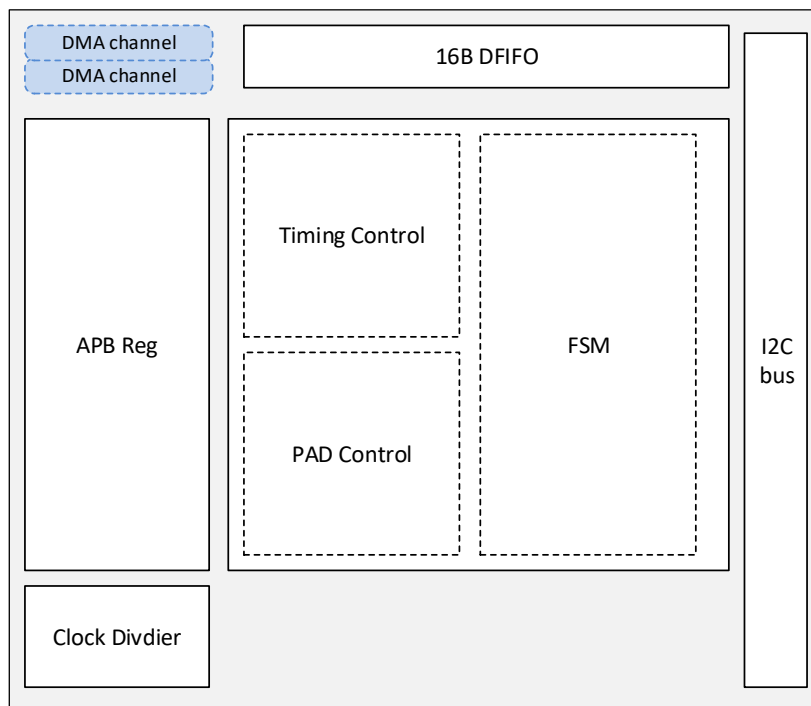 DMA channel
DMA channel
16B DFIFO
Timing Control
APB Reg
FSM
I2C
bus
PAD Control
Clock Divdier